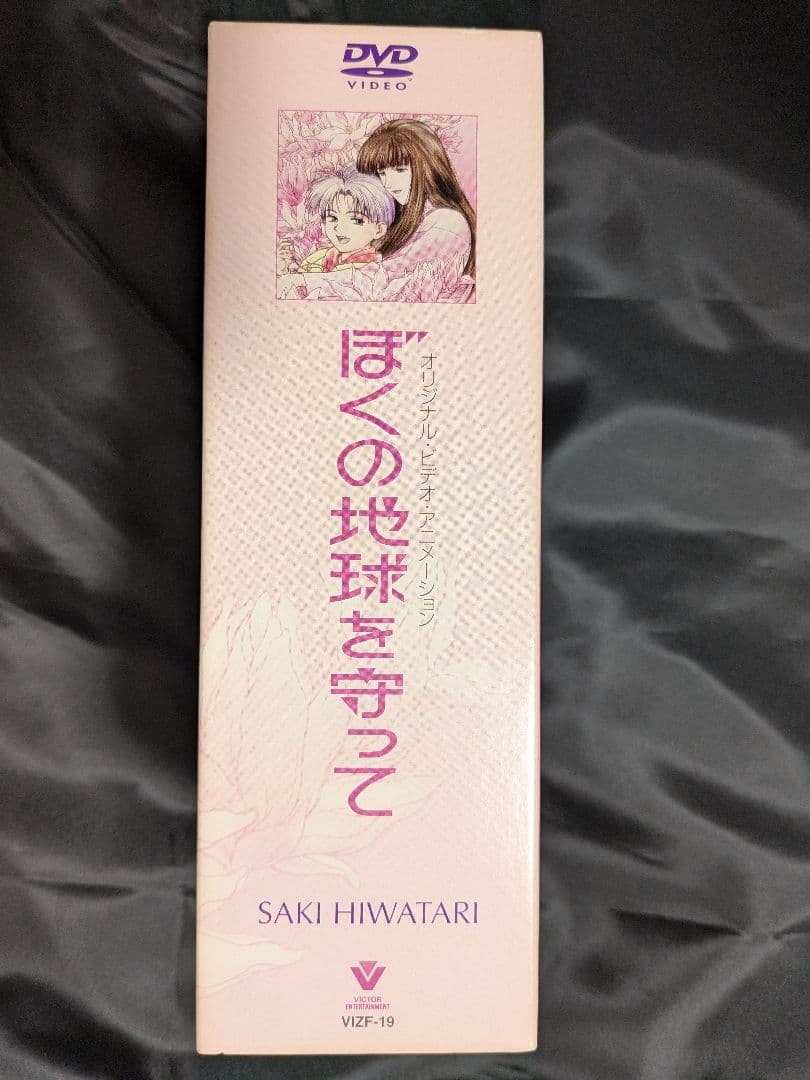 DVD
VIDEO
オリジナル・ビデオ・アニメーション
ぼくの地球を守って
SAKI HIWATARI
VICTOR
ENTERTAINMENT
VIZF-19